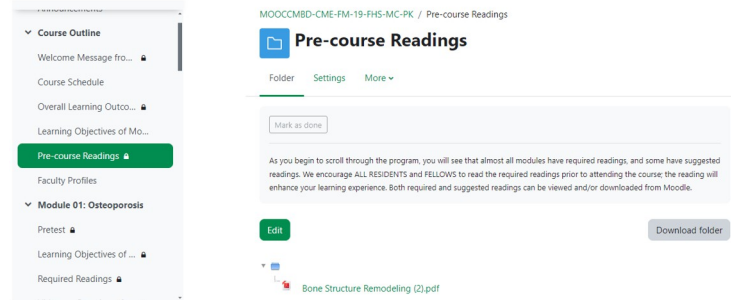 Course Outline
Welcome Message fro...
Course Schedule
Overall Learning Outco...
Learning Objectives of Mo...
Pre-course Readings
Faculty Profiles
Module 01: Osteoporosis
Pretest
Learning Objectives of ...
Required Readings
MOOCCMBD-CME-FM-19-FHS-MC-PK / Pre-course Readings
Pre-course Readings
Folder Settings More
Mark as done
As you begin to scroll through the program, you will see that almost all modules have required readings, and some have suggested
readings. We encourage ALL RESIDENTS and FELLOWS to read the required readings prior to attending the course; the reading will
enhance your learning experience. Both required and suggested readings can be viewed and/or downloaded from Moodle.
Edit
Download folder
Bone Structure Remodeling (2).pdf